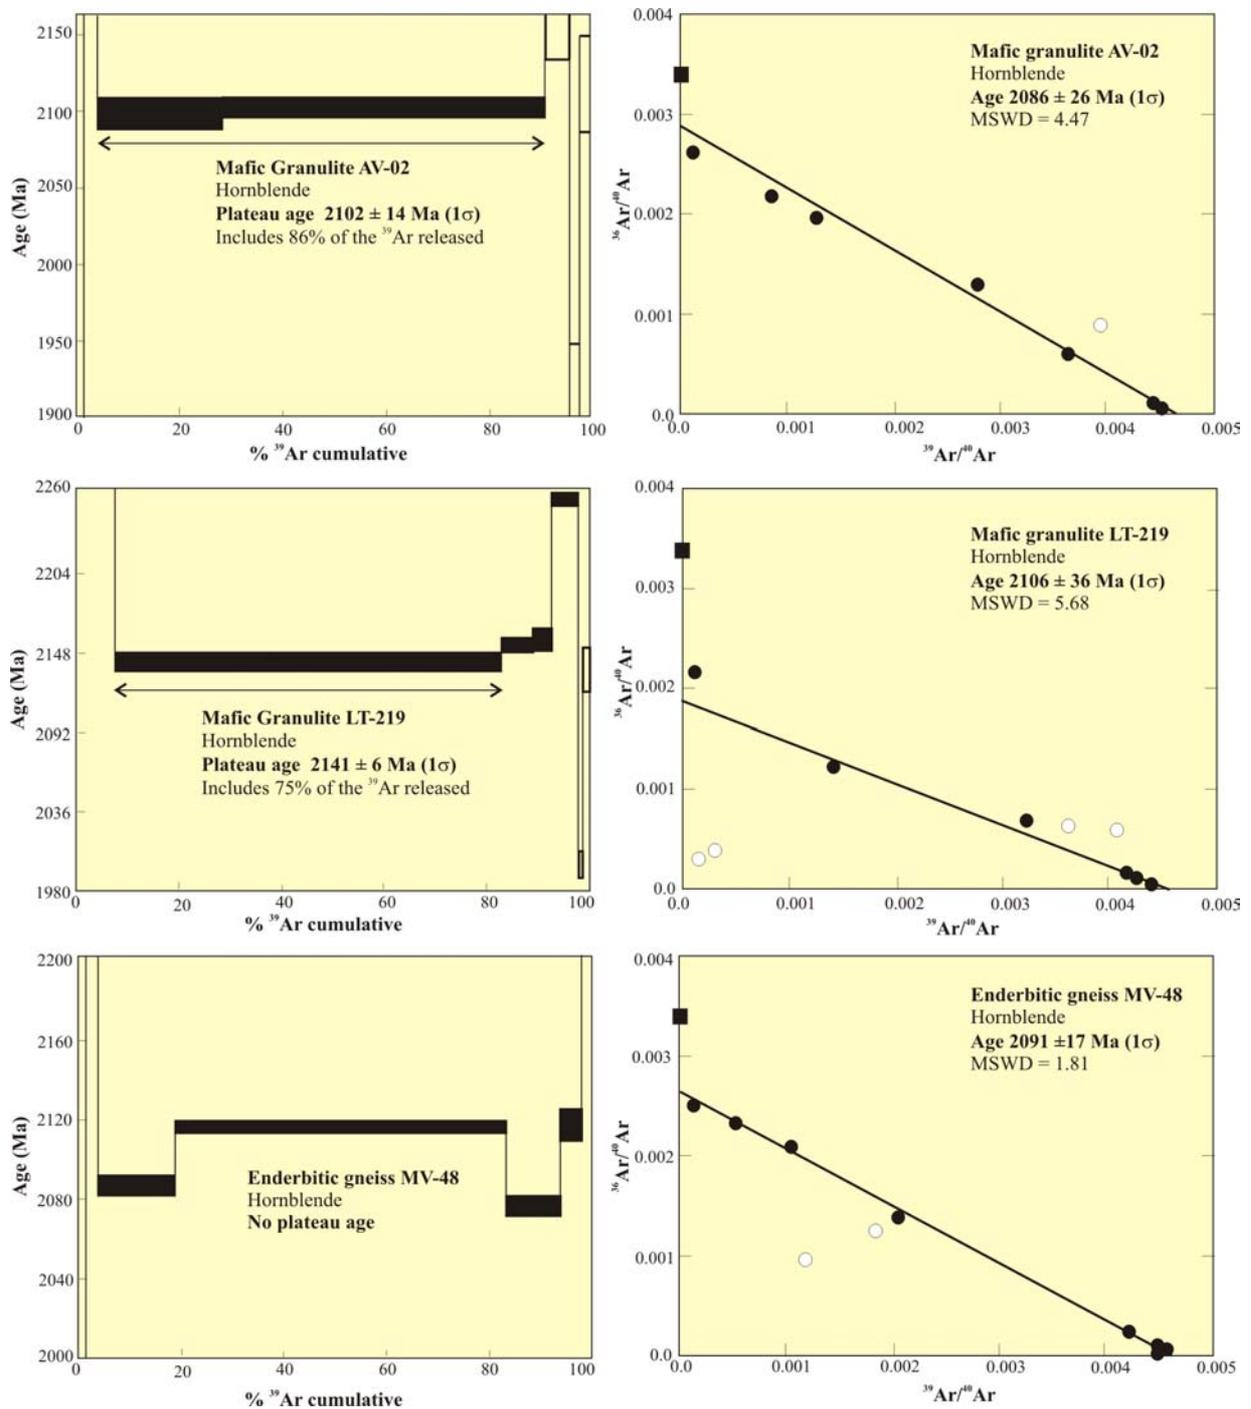 2150
2100
2050
2000
1950
1900
Age (Ma)
Mafic Granulite AV-02
Hornblende
Plateau age 2102 ± 14 Ma (1σ)
Includes 86% of the ³⁹Ar released
0 20 40 60 80 100
% ³⁹Ar cumulative
0.004
0.003
0.002
0.001
0.0
³⁶Ar/⁴⁰Ar
Mafic granulite AV-02
Hornblende
Age 2086 ± 26 Ma (1σ)
MSWD = 4.47
0.0 0.001 0.002 0.003 0.004 0.005
³⁹Ar/⁴⁰Ar
2260
2204
2148
2092
2036
1980
Age (Ma)
Mafic Granulite LT-219
Hornblende
Plateau age 2141 ± 6 Ma (1σ)
Includes 75% of the ³⁹Ar released
0 20 40 60 80 100
% ³⁹Ar cumulative
0.004
0.003
0.002
0.001
0.0
³⁶Ar/⁴⁰Ar
Mafic granulite LT-219
Hornblende
Age 2106 ± 36 Ma (1σ)
MSWD = 5.68
0.0 0.001 0.002 0.003 0.004 0.005
³⁹Ar/⁴⁰Ar
2200
2160
2120
2080
2040
2000
Age (Ma)
Enderbitic gneiss MV-48
Hornblende
No plateau age
0 20 40 60 80 100
% ³⁹Ar cumulative
0.004
0.003
0.002
0.001
0.0
³⁶Ar/⁴⁰Ar
Enderbitic gneiss MV-48
Hornblende
Age 2091 ±17 Ma (1σ)
MSWD = 1.81
0.0 0.001 0.002 0.003 0.004 0.005
³⁹Ar/⁴⁰Ar